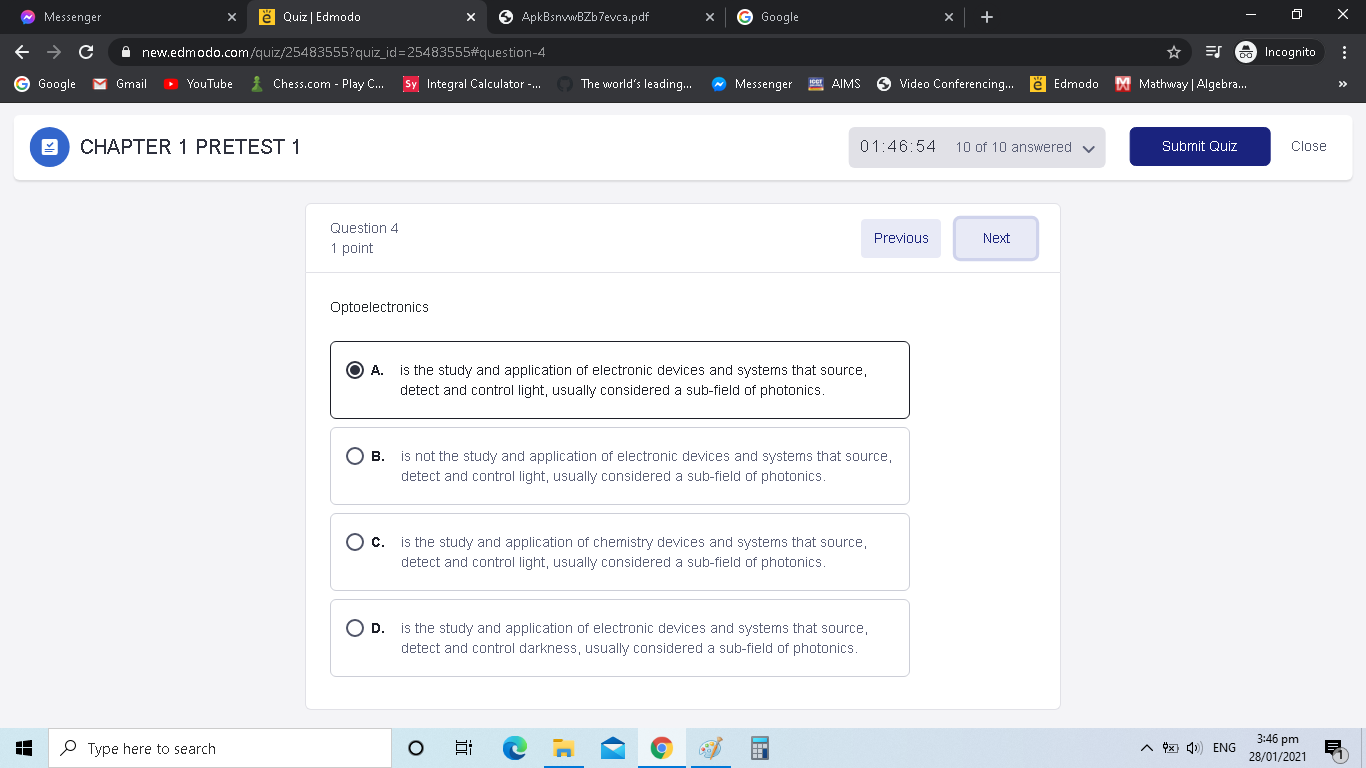 Messenger
Quiz | Edmodo
ApkBsnvwBZb7evca.pdf
Google
new.edmodo.com/quiz/25483555?quiz_id=25483555#question-4
Incognito
Google
Gmail
YouTube
Chess.com - Play C...
Sy
Integral Calculator -...
The world's leading...
Messenger
AIMS
Video Conferencing...
Edmodo
Mathway | Algebra...
»
CHAPTER 1 PRETEST 1
01:46:54
10 of 10 answered
Submit Quiz
Close
Question 4
1 point
Previous
Next
Optoelectronics
A. is the study and application of electronic devices and systems that source,
detect and control light, usually considered a sub-field of photonics.
B. is not the study and application of electronic devices and systems that source,
detect and control light, usually considered a sub-field of photonics.
C. is the study and application of chemistry devices and systems that source,
detect and control light, usually considered a sub-field of photonics.
D. is the study and application of electronic devices and systems that source,
detect and control darkness, usually considered a sub-field of photonics.
Type here to search
ENG
3:46 pm
28/01/2021
1